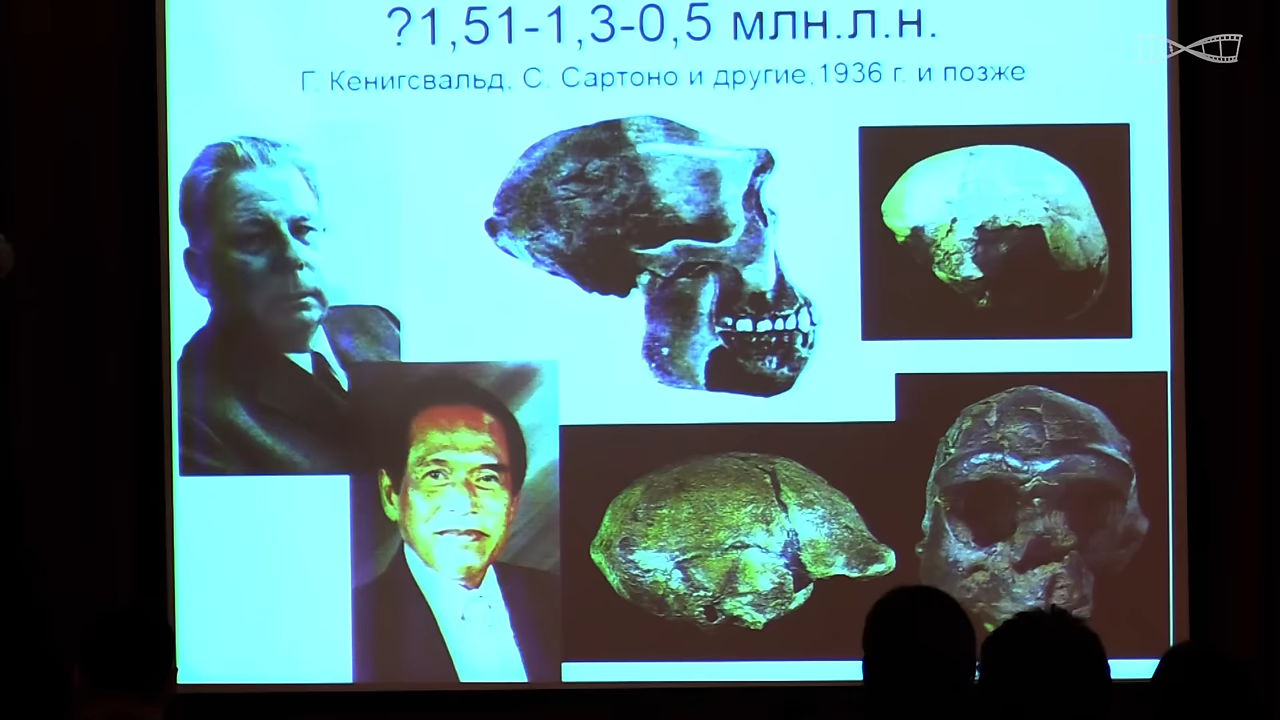 ?1,51-1,3-0,5 млн.л.н.
Г. Кенигсвальд, С. Сартоно и другие, 1936 г. и позже